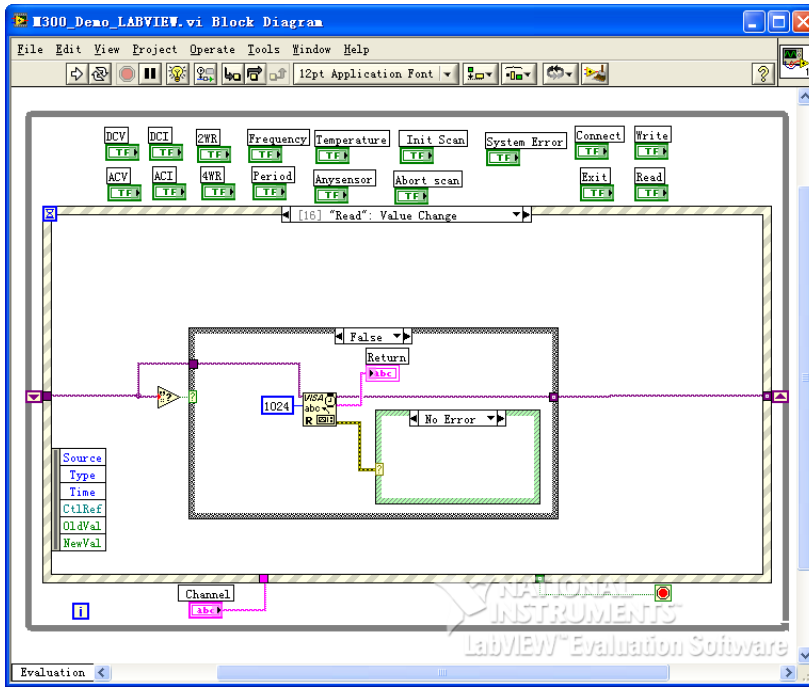 M300_Demo_LABVIEW.vi Block Diagram
File Edit View Project Operate Tools Window Help
12pt Application Font
DCV DCI 2WR Frequency Temperature Init Scan System Error Connect Write
TF TF TF TF TF TF TF TF TF
ACV ACI 4WR Period Anysensor Abort scan Exit Read
TF TF TF TF TF TF TF TF
[16] "Read": Value Change
False
Return
abc
1024
VISA
abc
R
No Error
Source
Type
Time
CtlRef
OldVal
NewVal
Channel
abc
i
NATIONAL
INSTRUMENTS
LabVIEW™ Evaluation Software
Evaluation